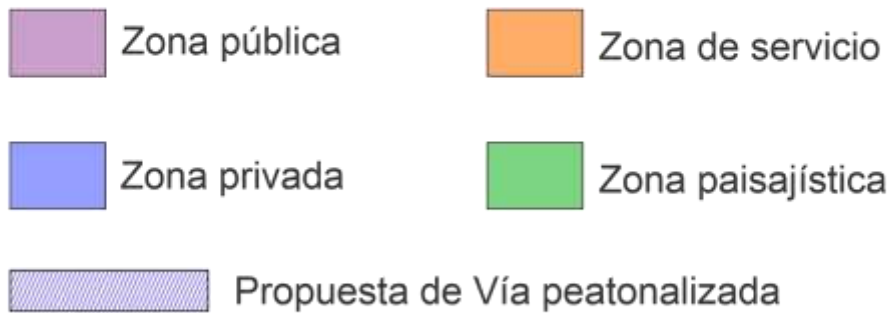 Zona pública
Zona de servicio
Zona privada
Zona paisajística
Propuesta de Vía peatonalizada